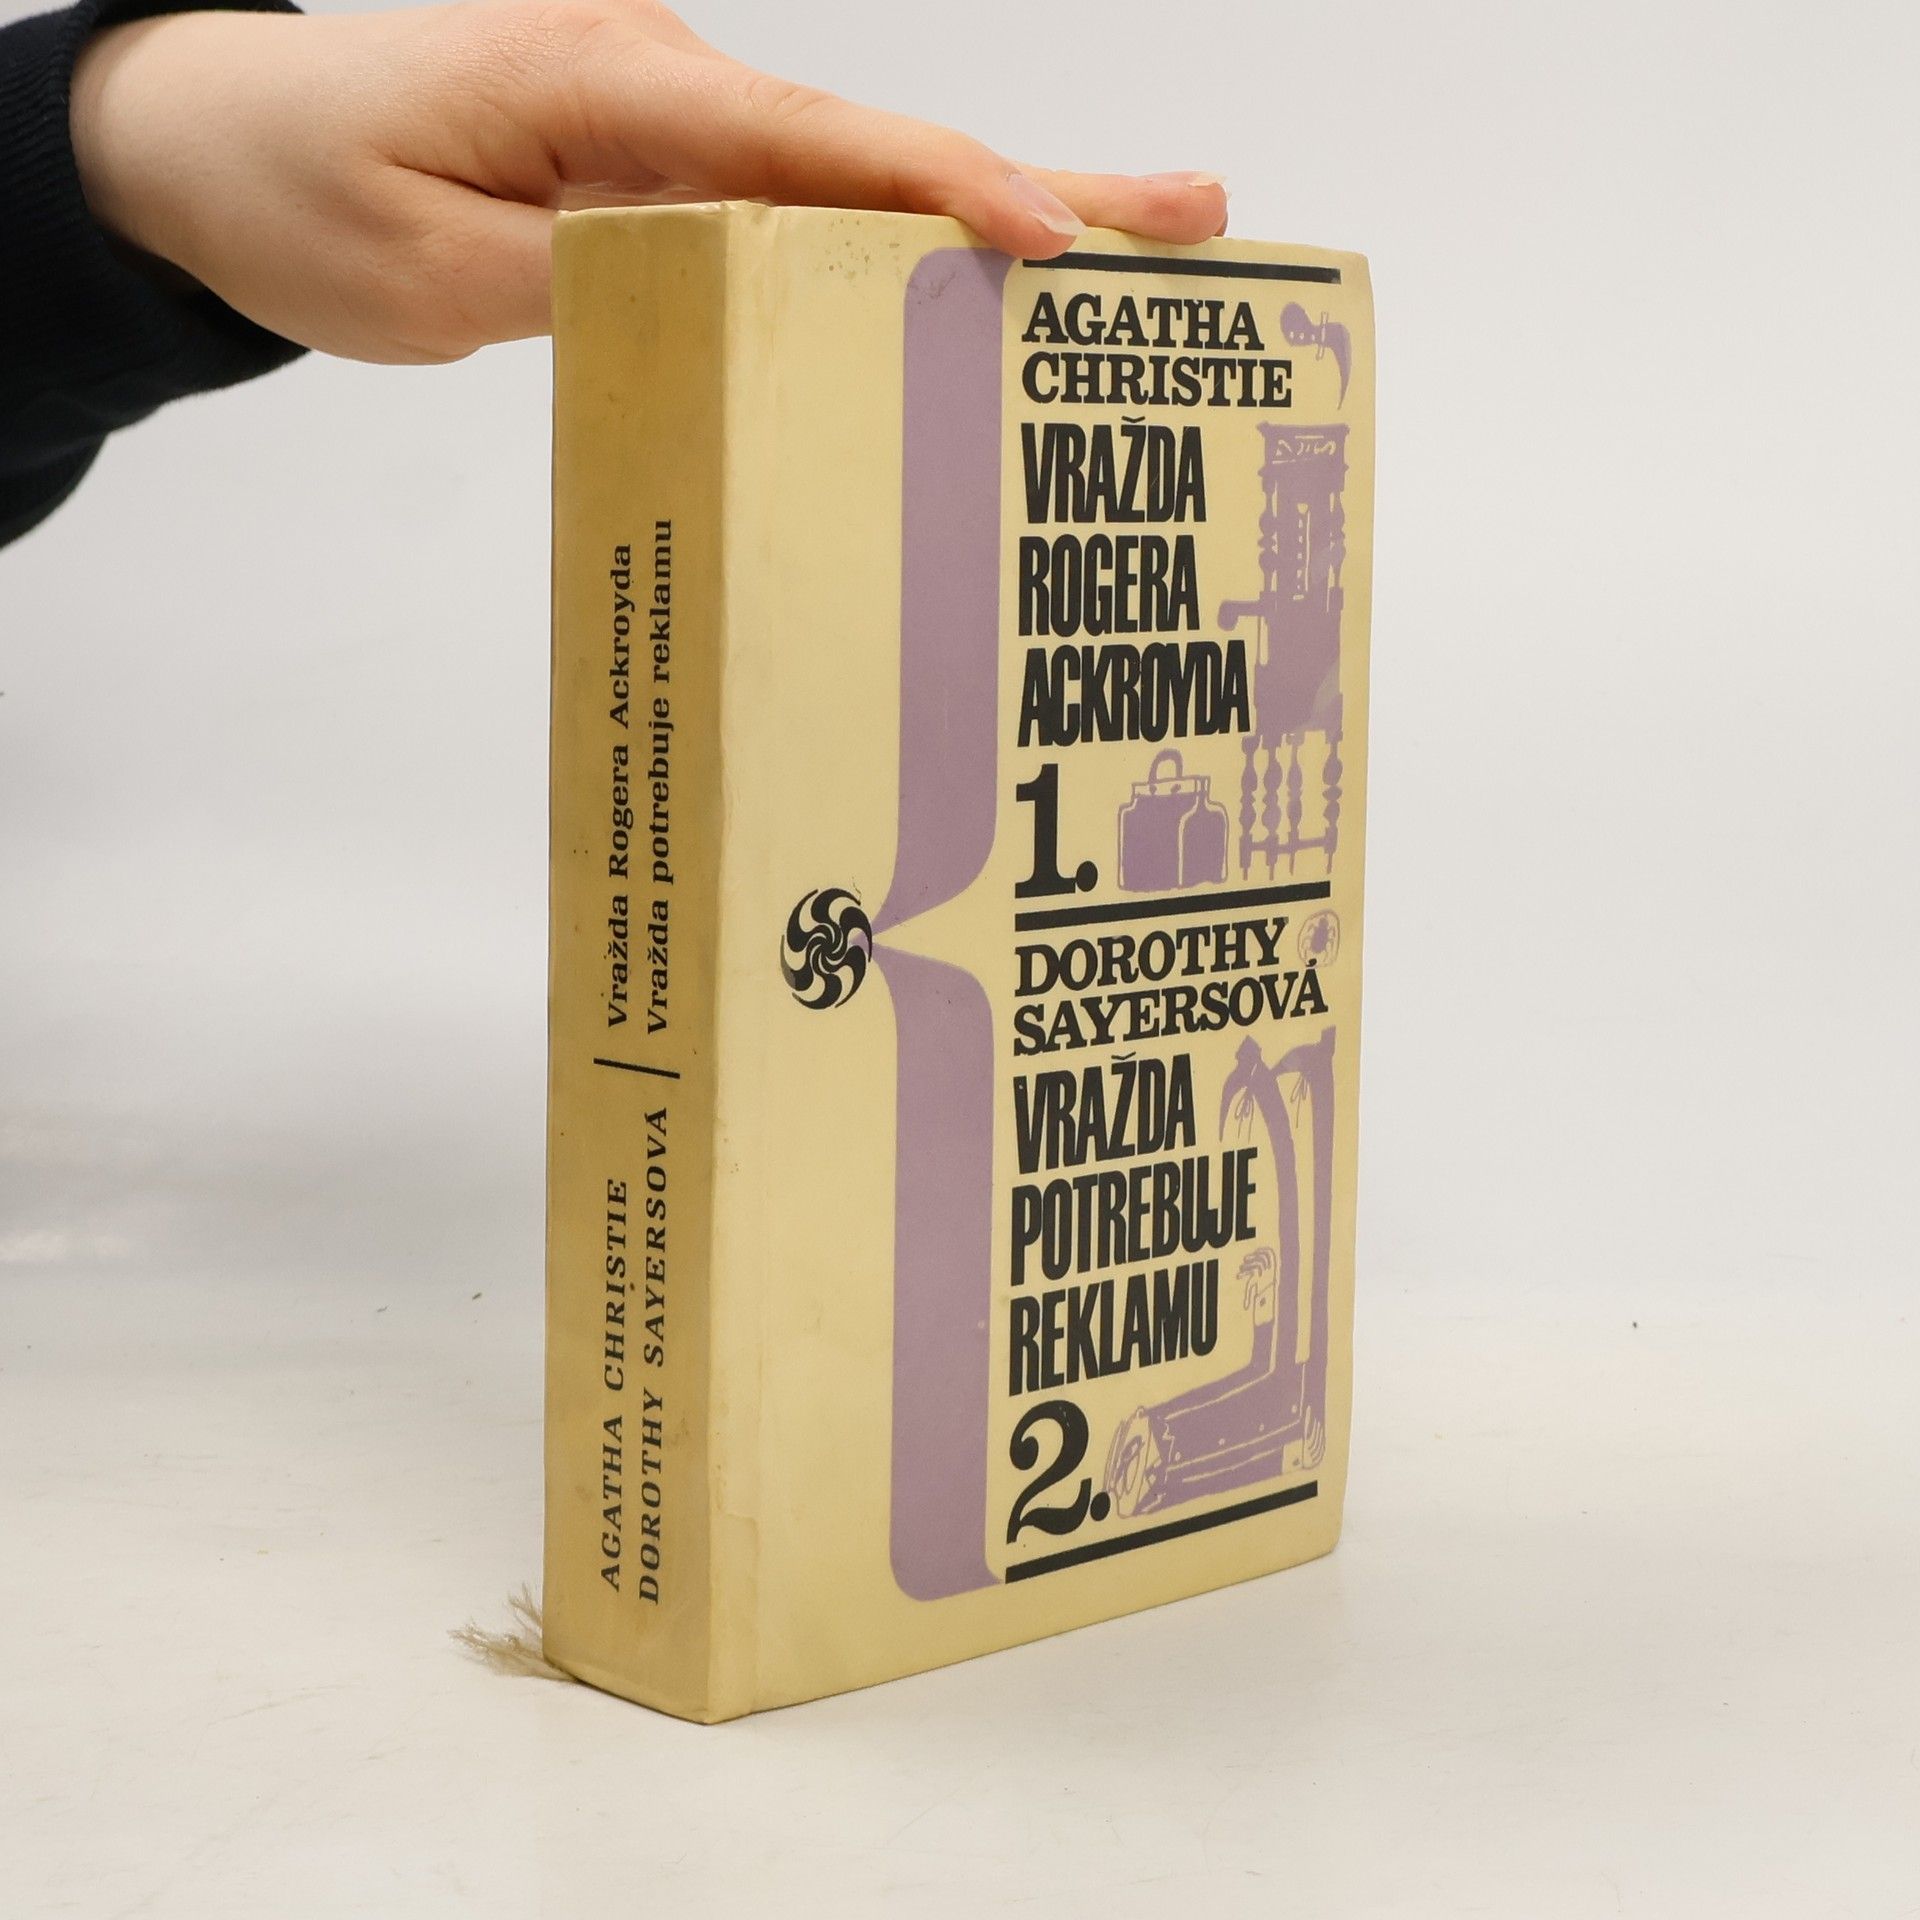 AGATHA CHRISTIE | Vražda Rogera Ackroyda
DOROTHY SAYERSOVÁ | Vražda potrebuje reklamu
AGATHA
CHRISTIE
VRAŽDA
ROGERA
ACKROYDA
1.
DOROTHY
SAYERSOVÁ
VRAŽDA
POTREBUJE
REKLAMU
2.